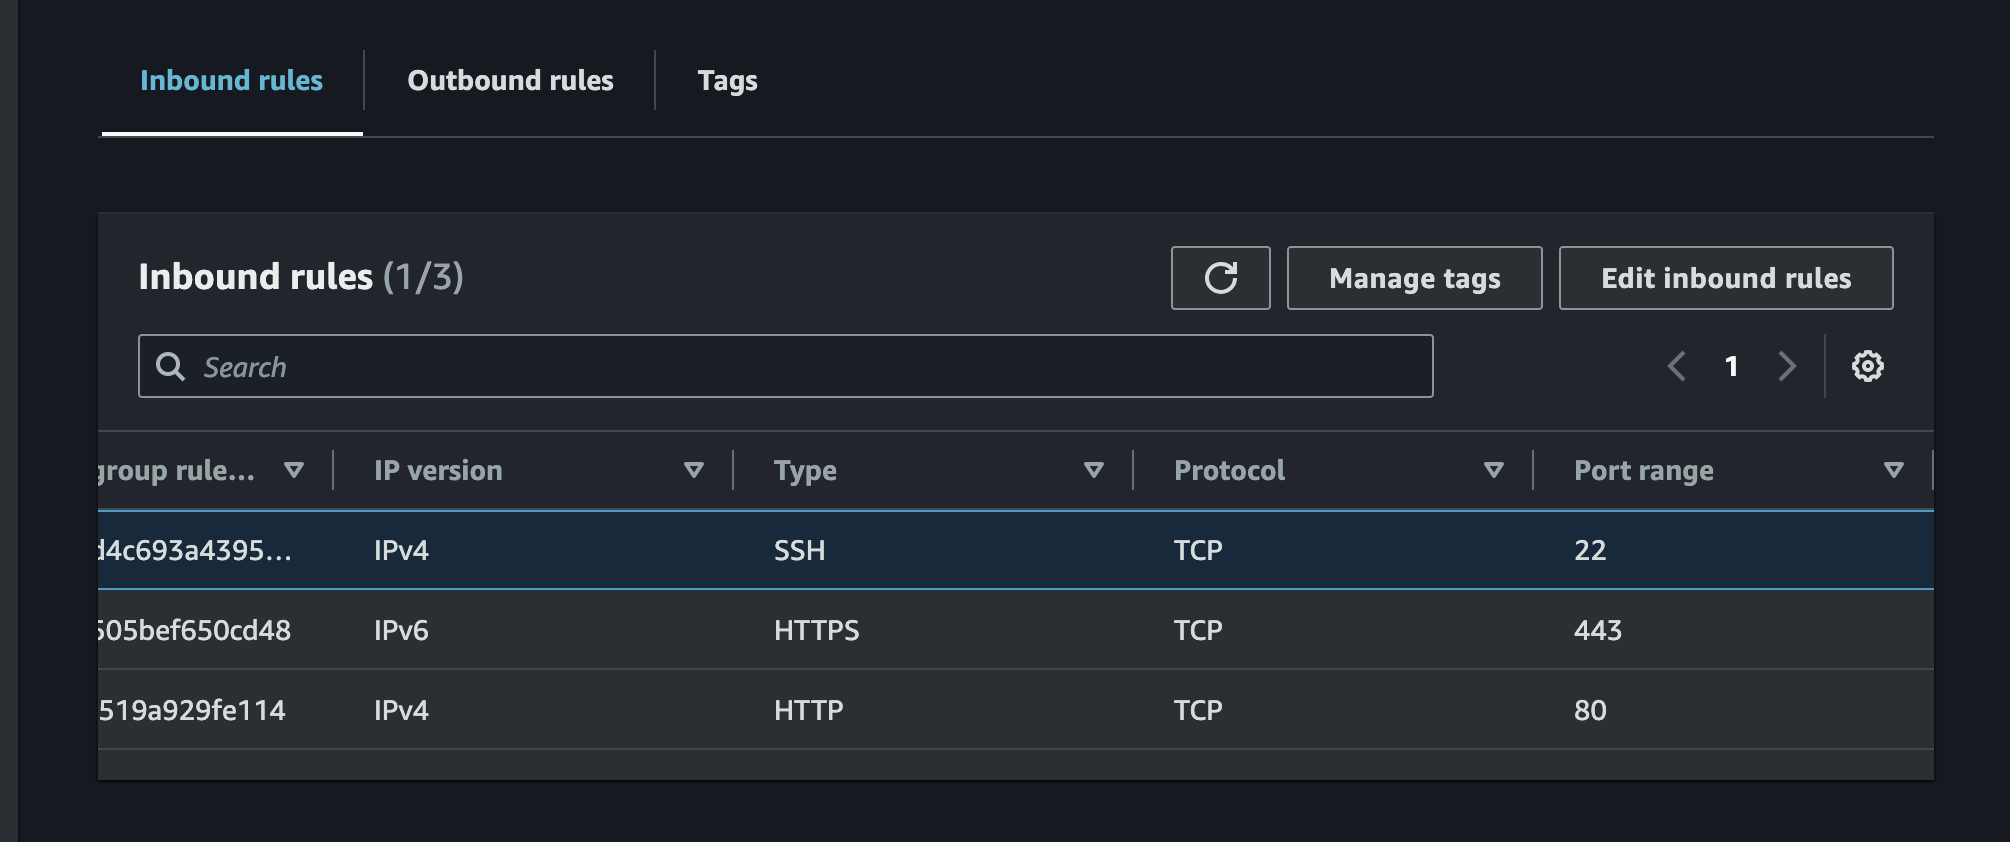 Inbound rules Outbound rules Tags
Inbound rules (1/3) Manage tags Edit inbound rules
Search 1
group rule... IP version Type Protocol Port range
d4c693a4395... IPv4 SSH TCP 22
505bef650cd48 IPv6 HTTPS TCP 443
519a929fe114 IPv4 HTTP TCP 80